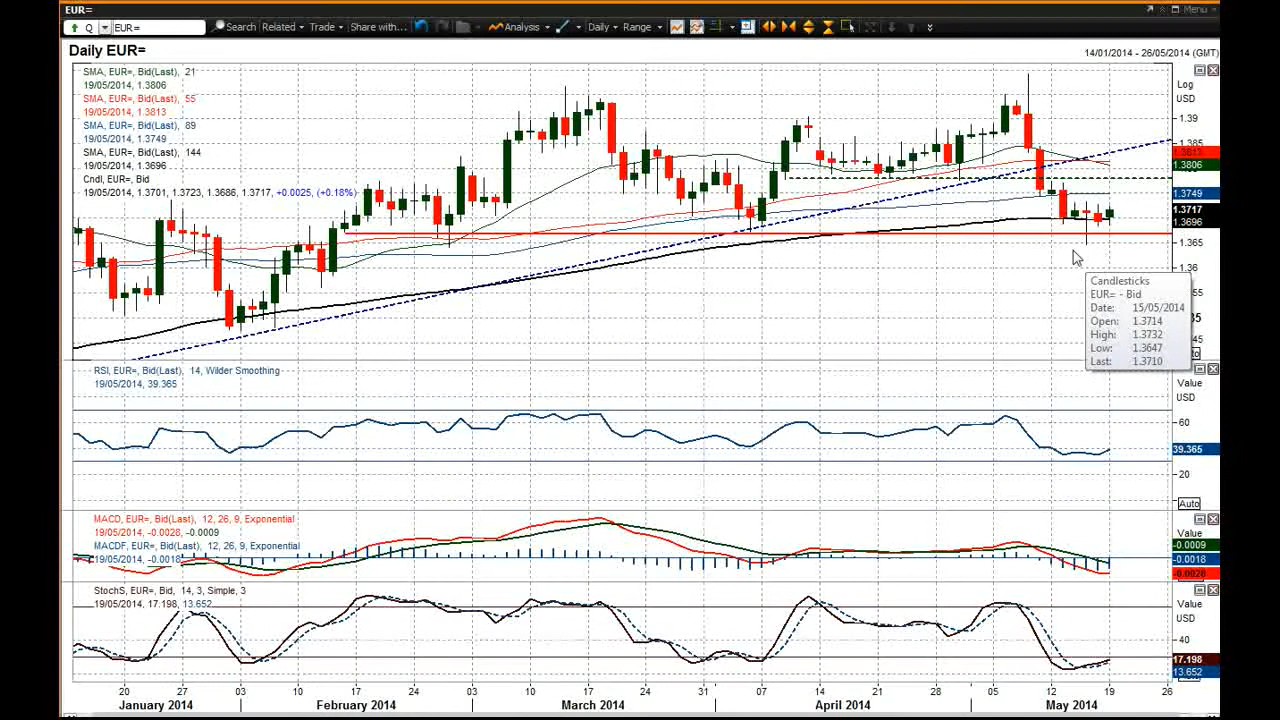 EUR=
Menu
Q EUR= Search Related Trade Share with... Analysis Daily Range
Daily EUR=
14/01/2014 - 26/05/2014 (GMT)
SMA, EUR=, Bid(Last), 21
19/05/2014, 1.3806
SMA, EUR=, Bid(Last), 55
19/05/2014, 1.3813
SMA, EUR=, Bid(Last), 89
19/05/2014, 1.3749
SMA, EUR=, Bid(Last), 144
19/05/2014, 1.3696
Cndl, EUR=, Bid
19/05/2014, 1.3701, 1.3723, 1.3686, 1.3717, +0.0025, (+0.18%)
Log
USD
1.39
1.385
1.3813
1.3806
1.3749
1.3717
1.3696
1.365
1.36
Candlesticks
EUR= - Bid
Date: 15/05/2014
Open: 1.3714
High: 1.3732
Low: 1.3647
Last: 1.3710
RSI, EUR=, Bid(Last), 14, Wilder Smoothing
19/05/2014, 39.365
Value
USD
60
39.365
20
Auto
MACD, EUR=, Bid(Last), 12, 26, 9, Exponential
19/05/2014, -0.0028, -0.0009
MACDF, EUR=, Bid(Last), 12, 26, 9, Exponential
19/05/2014, -0.0018
Value
-0.0009
-0.0018
-0.0028
StochS, EUR=, Bid, 14, 3, Simple, 3
19/05/2014, 17.198, 13.652
Value
USD
40
17.198
13.652
20 27 03 10 17 24 03 10 17 24 31 07 14 21 28 05 12 19 26
January 2014 February 2014 March 2014 April 2014 May 2014